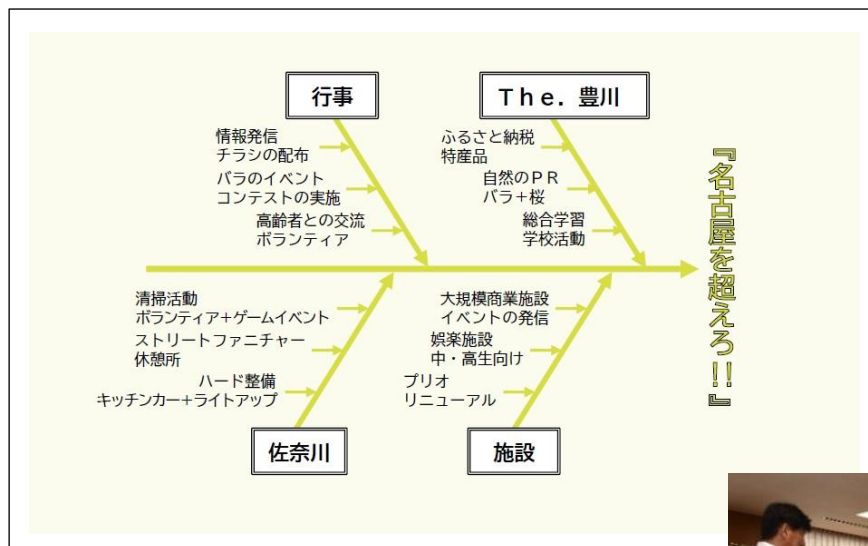 行事
情報発信
チラシの配布
バラのイベント
コンテストの実施
高齢者との交流
ボランティア
The．豊川
ふるさと納税
特産品
自然のPR
バラ＋桜
総合学習
学校活動
『名古屋を超えろ!!』
清掃活動
ボランティア＋ゲームイベント
ストリートファニチャー
休憩所
ハード整備
キッチンカー＋ライトアップ
佐奈川
大規模商業施設
イベントの発信
娯楽施設
中・高生向け
プリオ
リニューアル
施設